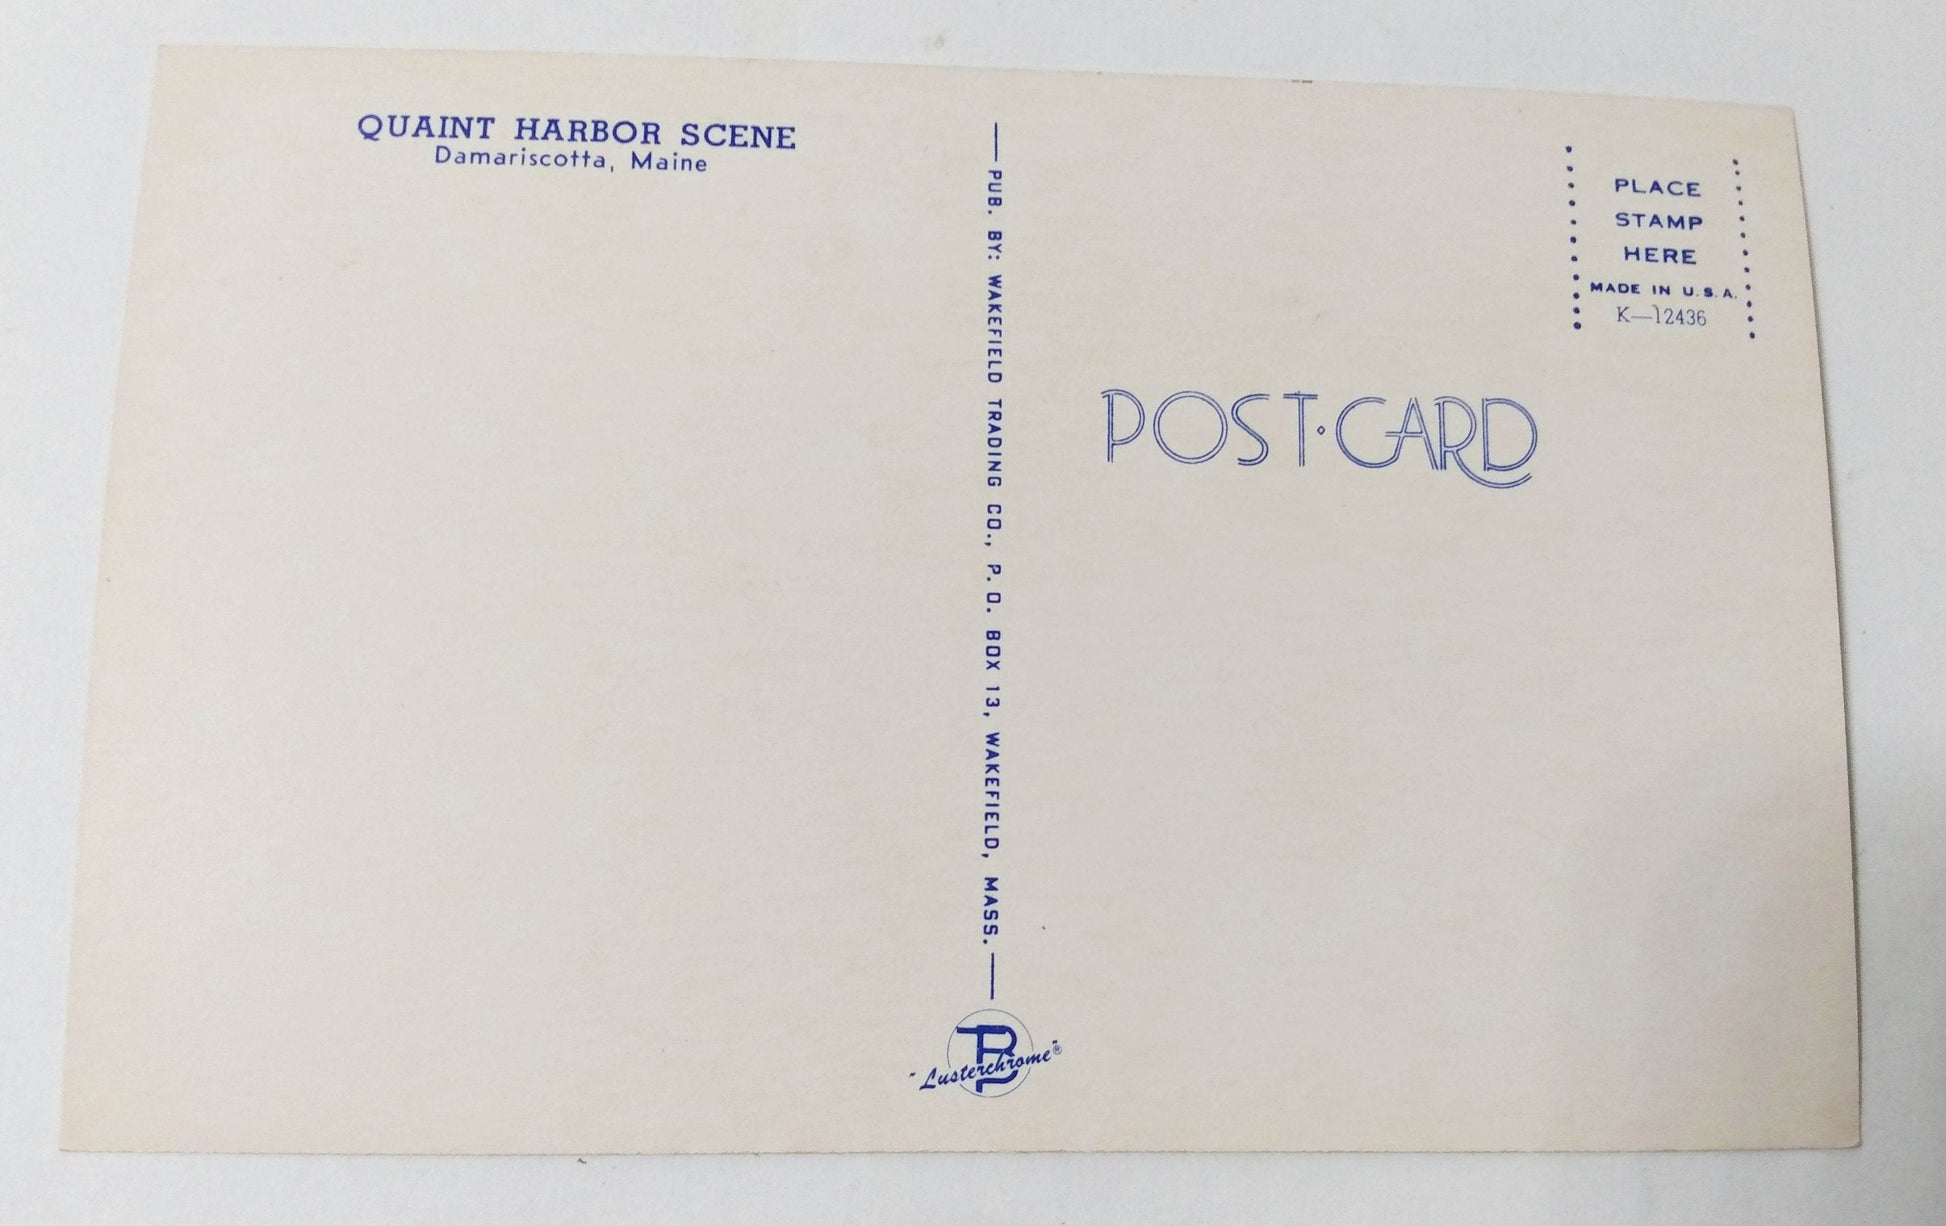 QUAINT HARBOR SCENE
Damariscotta, Maine
PUB. BY: WAKEFIELD TRADING CO., P. O. BOX 13, WAKEFIELD, MASS.
TP
"Lusterchrome"®
PLACE
STAMP
HERE
MADE IN U.S.A.
K—12436
POST·CARD